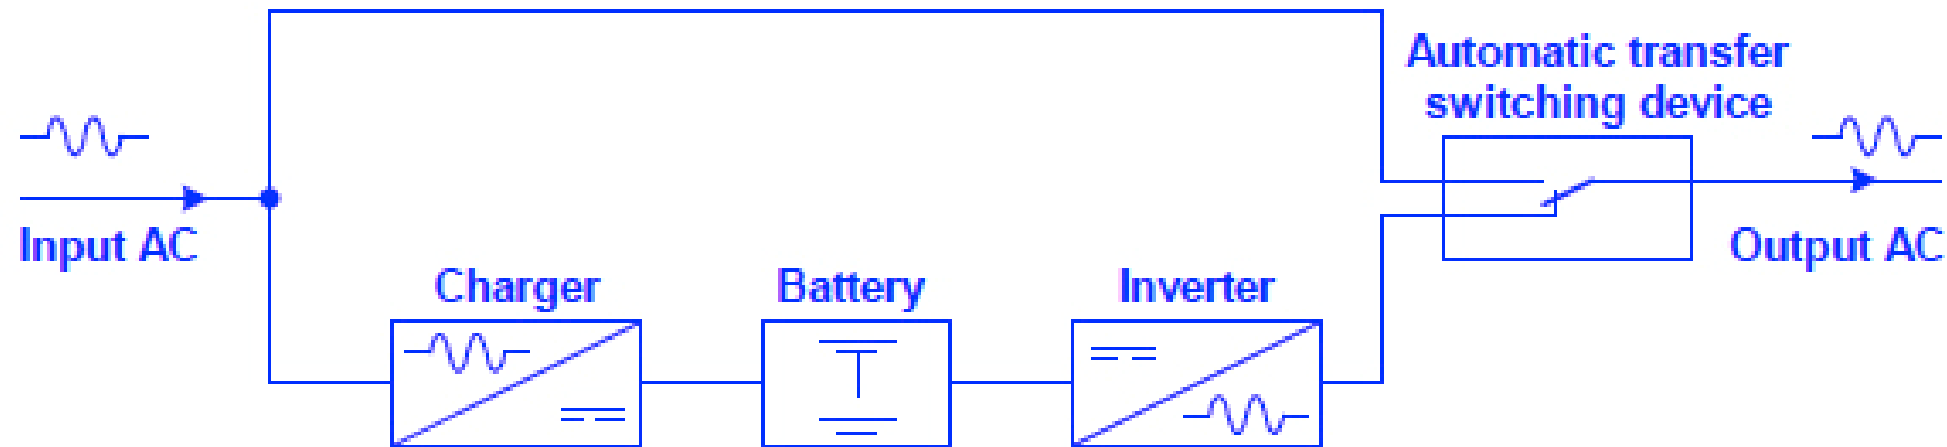 Automatic transfer
switching device
Input AC
Output AC
Charger
Battery
Inverter